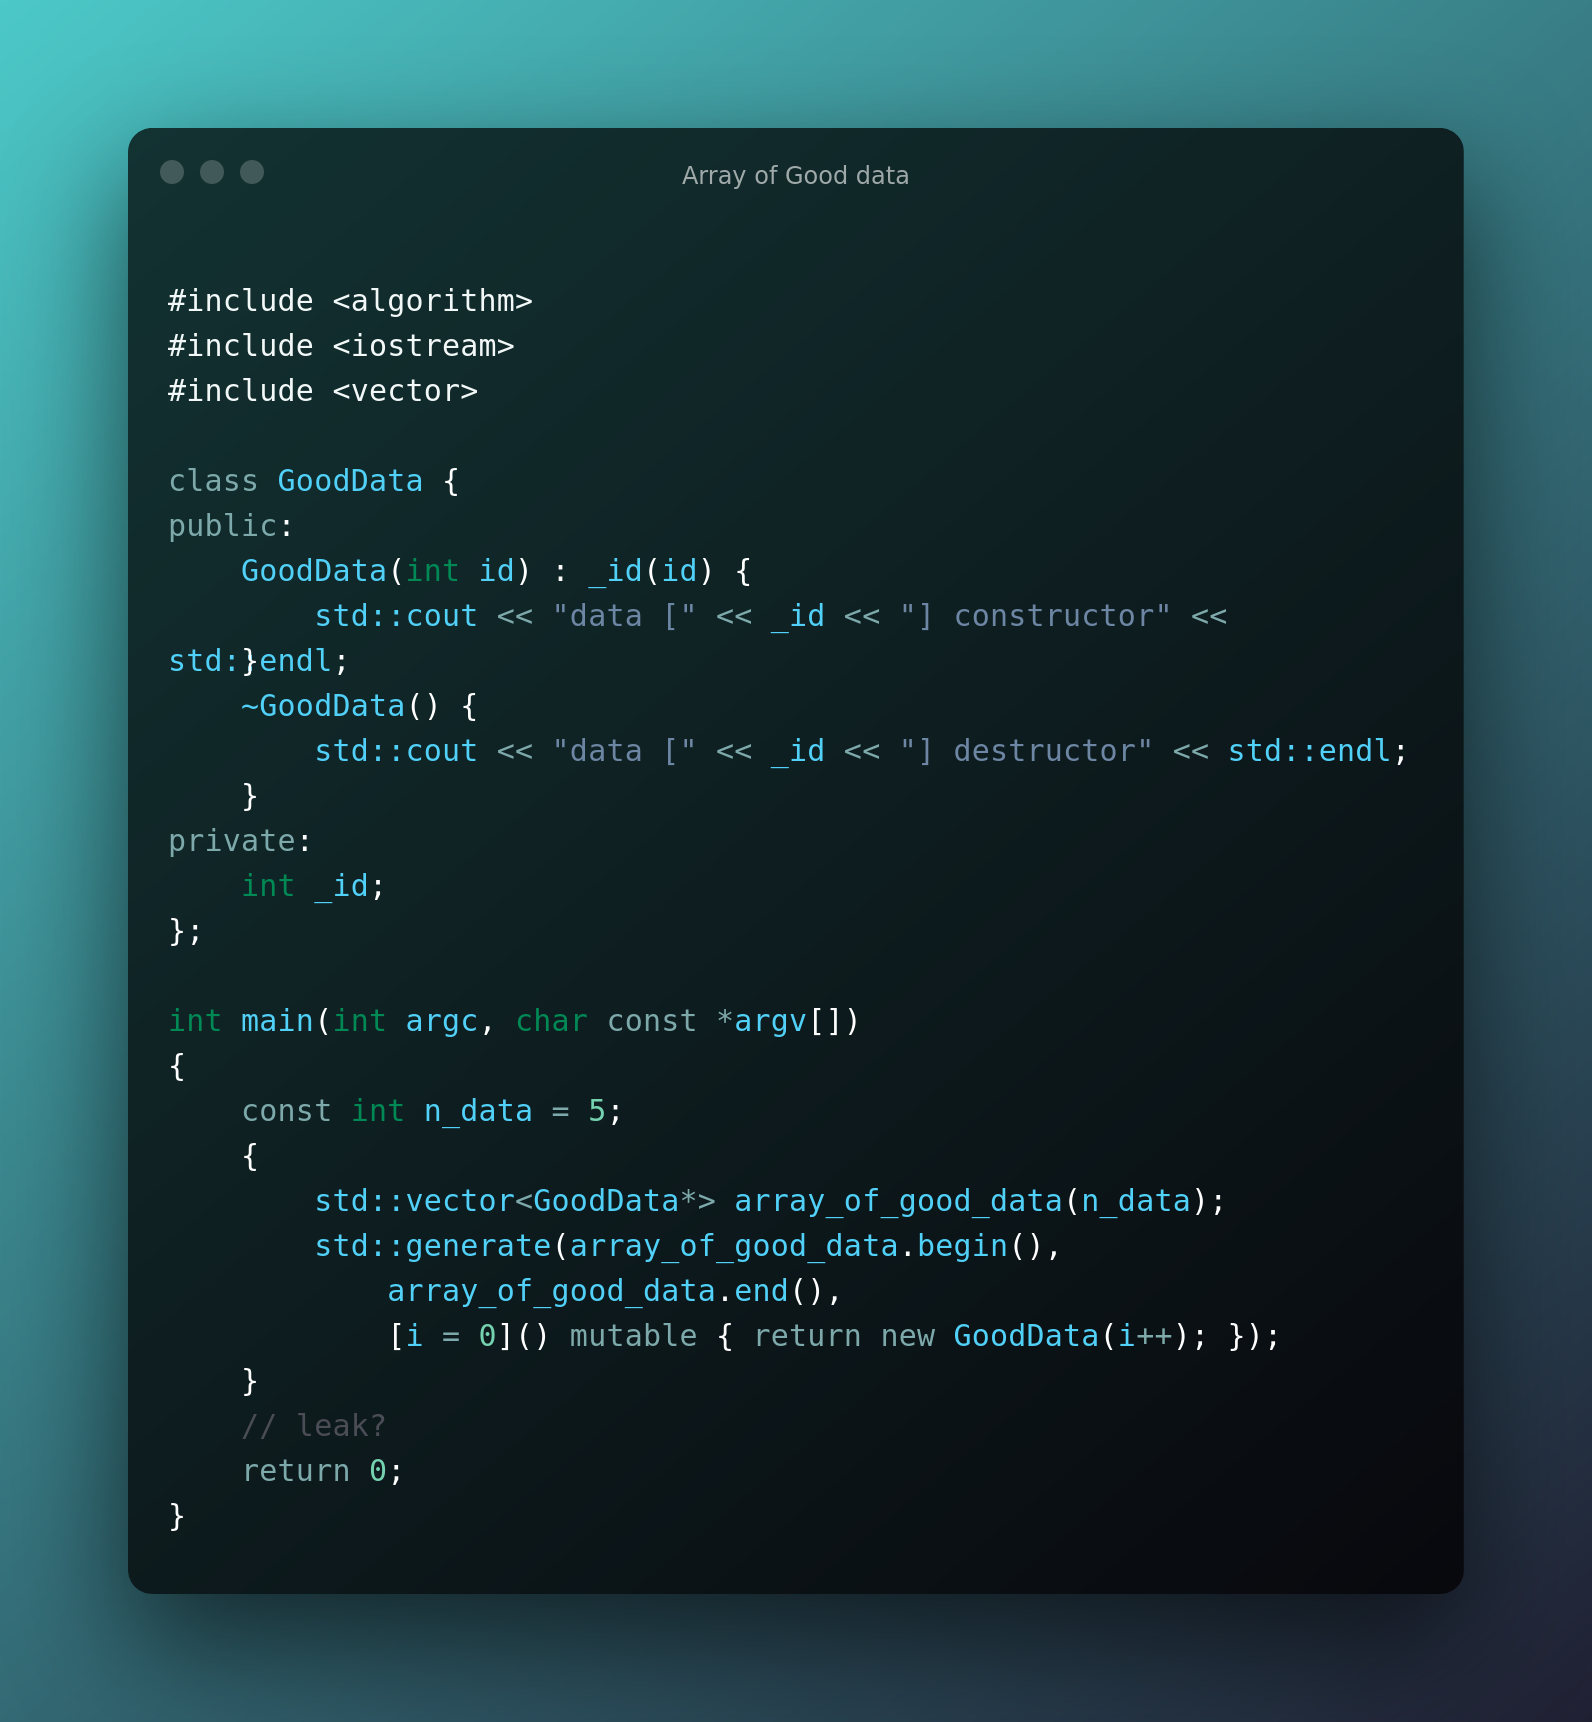 Array of Good data
#include <algorithm>
#include <iostream>
#include <vector>
class GoodData {
public:
    GoodData(int id) : _id(id) {
        std::cout << "data [" << _id << "] constructor" <<
std::endl;
    }
    ~GoodData() {
        std::cout << "data [" << _id << "] destructor" << std::endl;
    }
private:
    int _id;
};
int main(int argc, char const *argv[])
{
    const int n_data = 5;
    {
        std::vector<GoodData*> array_of_good_data(n_data);
        std::generate(array_of_good_data.begin(),
            array_of_good_data.end(),
            [i = 0]() mutable { return new GoodData(i++); });
    }
    // leak?
    return 0;
}